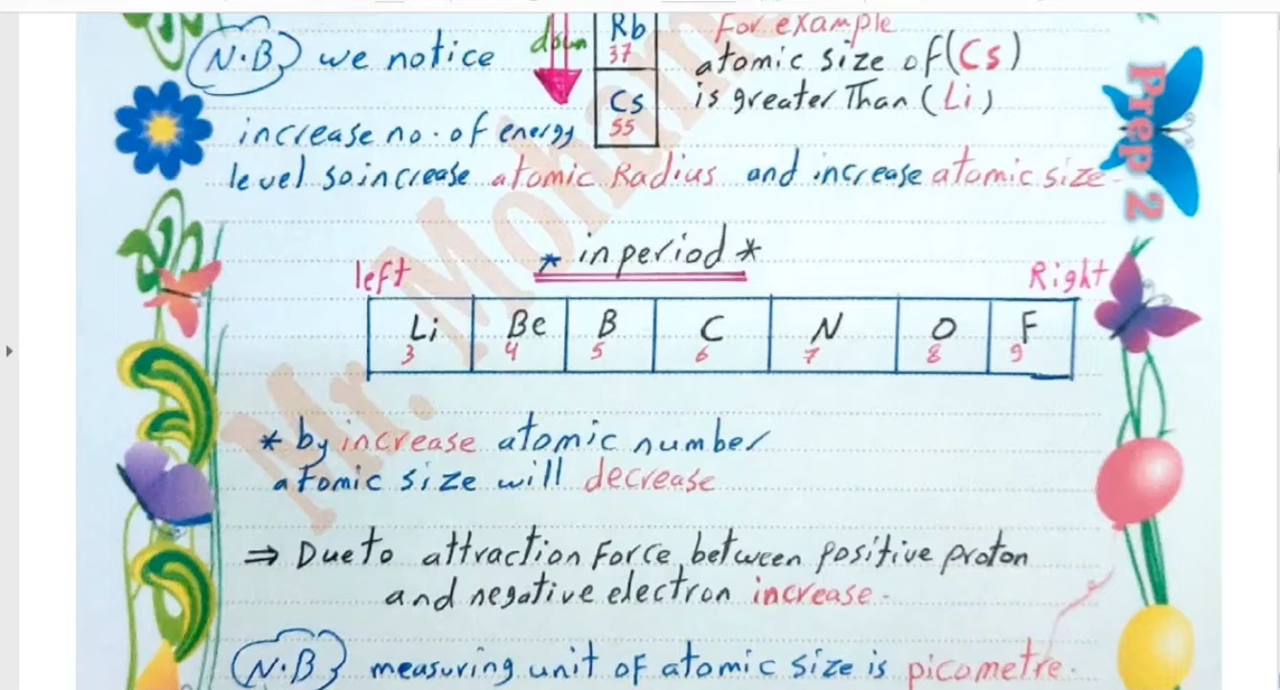 Rb
37
For example
N.B
we notice
down
atomic size of (Cs)
Cs
55
is greater Than (Li)
increase no. of energy
level so increase atomic Radius and increase atomic size.
Prep 2
* in period *
left
Right
Li
3
Be
4
B
5
C
6
N
7
O
8
F
9
* by increase atomic number
atomic size will decrease
⇒ Due to attraction Force between positive proton
and negative electron increase.
N.B
measuring unit of atomic size is picometre.
Mr. Mohame